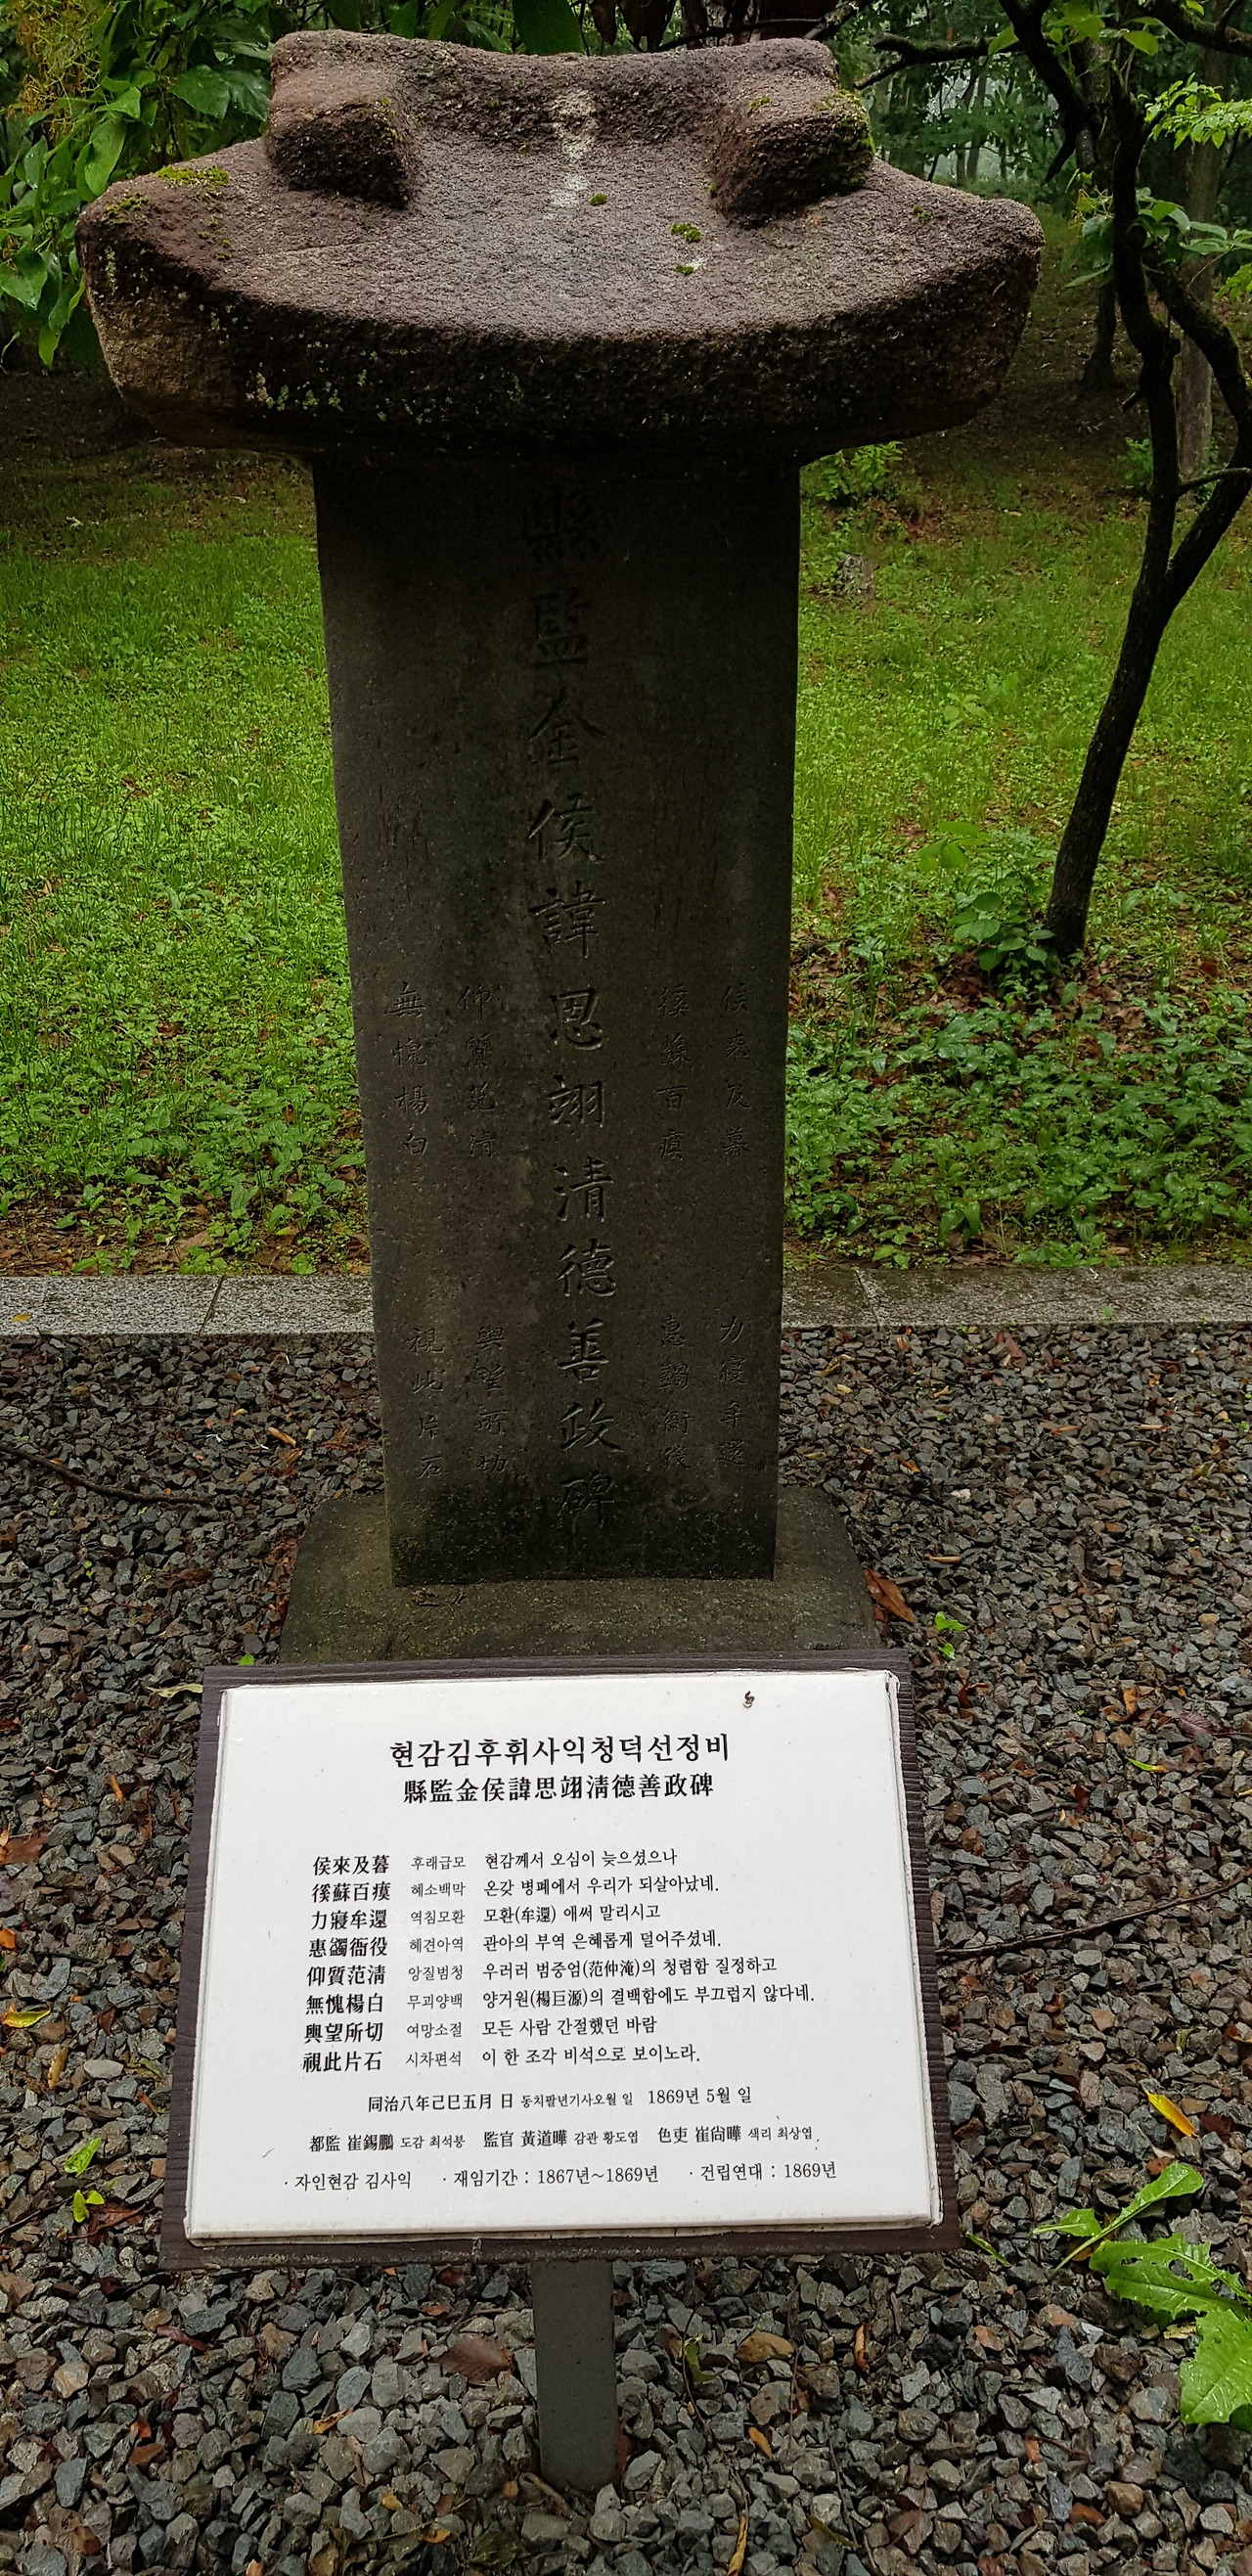 縣監金侯諱思翊清德善政碑
侯来及暮 力寢牟還
徯蘇百瘼 惠蠲衙役
仰質范清 輿望所切
無愧楊白 視此片石
현감김후휘사익청덕선정비
縣監金侯諱思翊淸德善政碑
侯來及暮 후래급모 현감께서 오심이 늦으셨으나
徯蘇百瘼 혜소백막 온갖 병폐에서 우리가 되살아났네.
力寢牟還 역침모환 모환(牟還) 애써 말리시고
惠蠲衙役 혜견아역 관아의 부역 은혜롭게 덜어주셨네.
仰質范淸 앙질범청 우러러 범중엄(范仲淹)의 청렴함 질정하고
無愧楊白 무괴양백 양거원(楊巨源)의 결백함에도 부끄럽지 않다네.
輿望所切 여망소절 모든 사람 간절했던 바람
視此片石 시차편석 이 한 조각 비석으로 보이노라.
同治八年己巳五月 日 동치팔년기사오월 일 1869년 5월 일
都監 崔錫鵬 도감 최석붕 監官 黃道曄 감관 황도엽 色吏 崔尙曄 색리 최상엽.
·자인현감 김사익 ·재임기간 : 1867년~1869년 ·건립연대 : 1869년